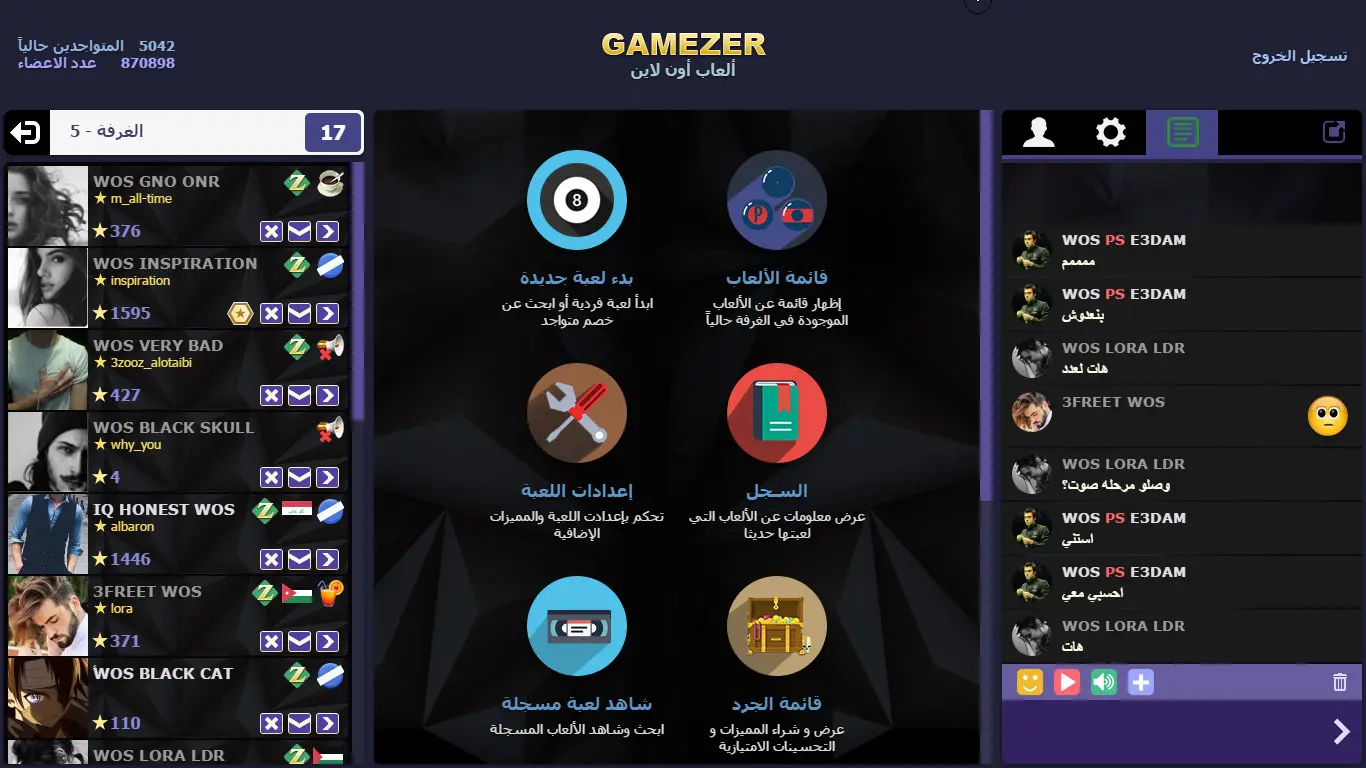 5042 المتواجدين حالياً
870898 عدد الاعضاء
GAMEZER
ألعاب أون لاين
تسجيل الخروج
الغرفة - 5
17
WOS GNO ONR
m_all-time
376
WOS INSPIRATION
inspiration
1595
WOS VERY BAD
3zooz_alotaibi
427
WOS BLACK SKULL
why_you
4
IQ HONEST WOS
albaron
1446
3FREET WOS
lora
371
WOS BLACK CAT
110
WOS LORA LDR
8
بدء لعبة جديدة
ابدأ لعبة فردية أو ابحث عن
خصم متواجد
P
قائمة الألعاب
إظهار قائمة عن الألعاب
الموجودة في الغرفة حالياً
إعدادات اللعبة
تحكم بإعدادت اللعبة والمميزات
الإضافية
السـجل
عرض معلومات عن الألعاب التي
لعبتها حديثا
شاهد لعبة مسجلة
ابحث وشاهد الألعاب المسجلة
قائمة الجرد
عرض و شراء المميزات و
التحسينات الامتيازية
WOS PS E3DAM
ممممم
WOS PS E3DAM
بنعدوش
WOS LORA LDR
هات لعدد
3FREET WOS
WOS LORA LDR
وصلو مرحله صوت؟
WOS PS E3DAM
استني
WOS PS E3DAM
احسبي معي
WOS LORA LDR
هات